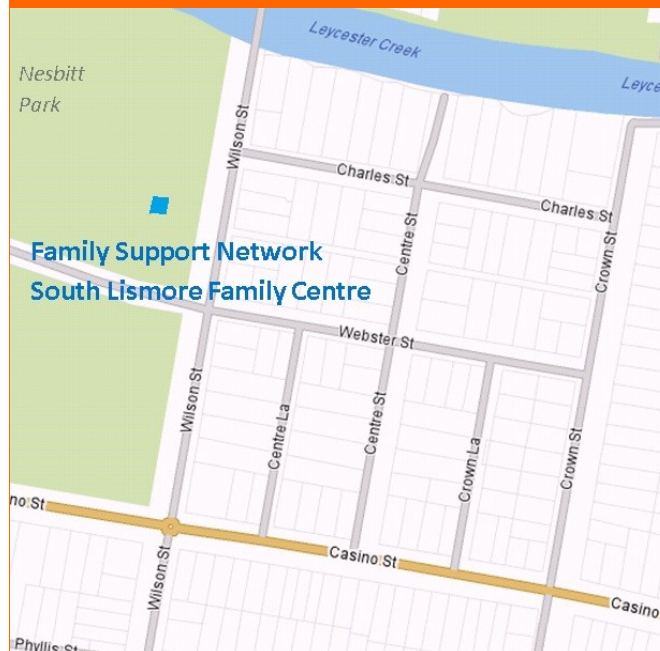 Leycester Creek
Nesbitt
Park
Leyce
Wilson St
Charles St
Charles St
Centre St
Crown St
Family Support Network
South Lismore Family Centre
Webster St
Wilson St
Centre La
Centre St
Crown La
Crown St
no St
Casino St
Wilson St
Casino
Phyllis St